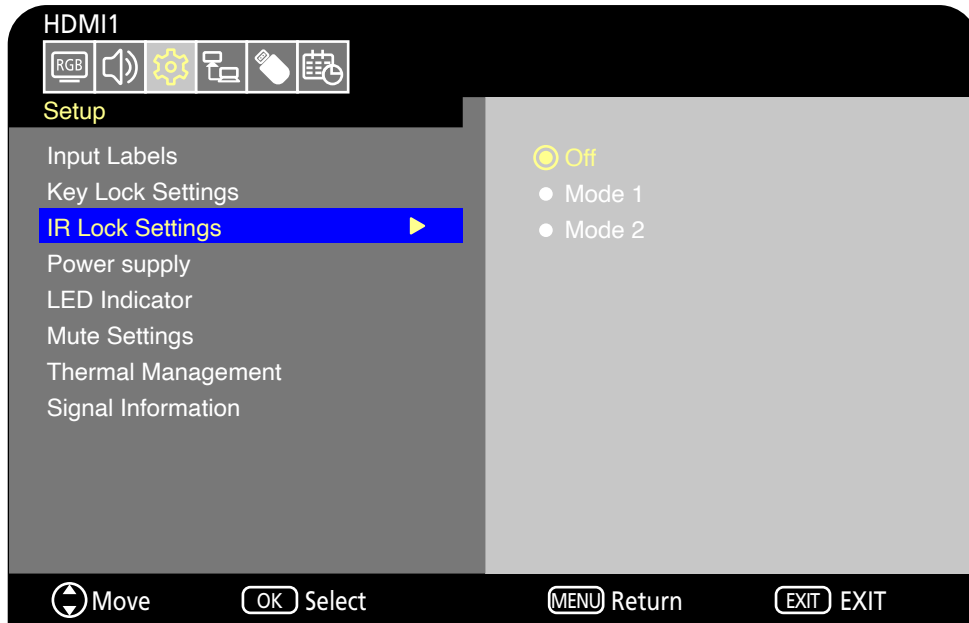 HDMI1
RGB
Setup
Input Labels
Key Lock Settings
IR Lock Settings
Power supply
LED Indicator
Mute Settings
Thermal Management
Signal Information
Off
Mode 1
Mode 2
Move OK Select MENU Return EXIT EXIT